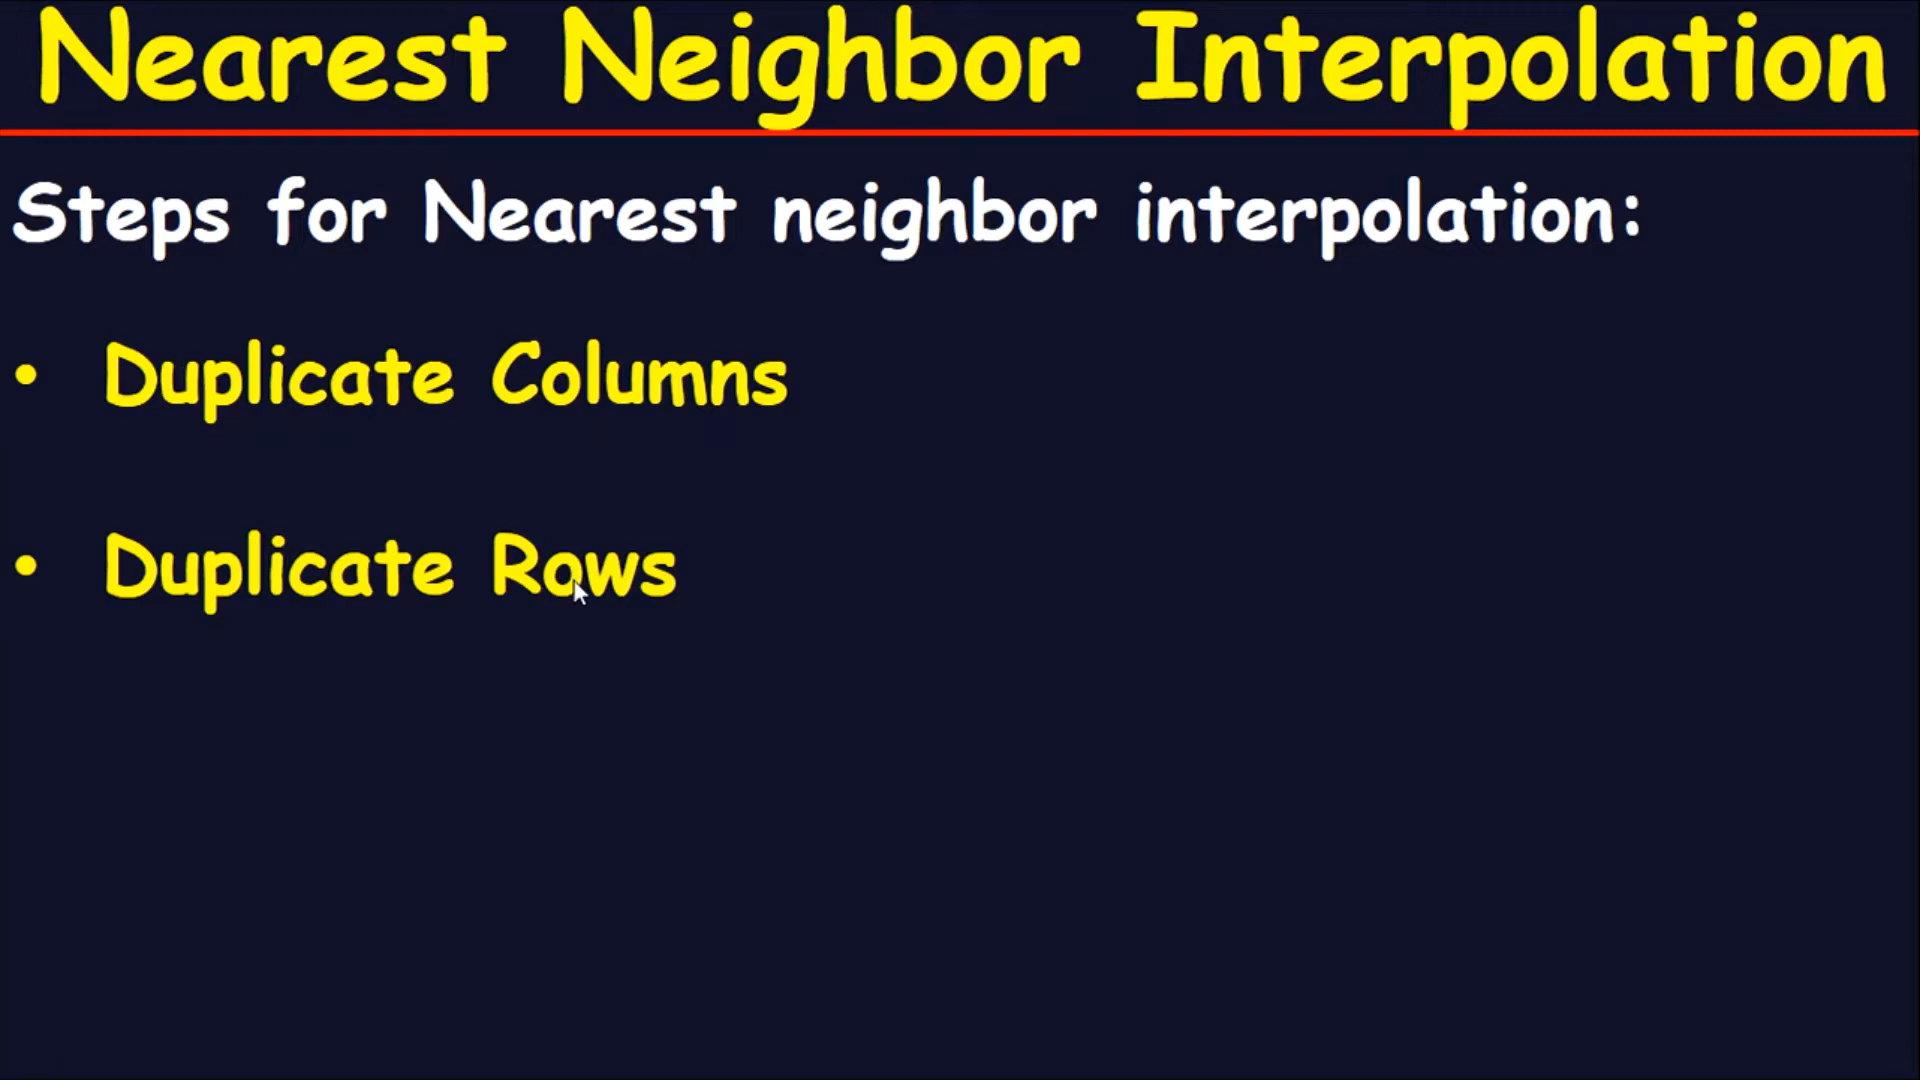 Nearest Neighbor Interpolation
Steps for Nearest neighbor interpolation:
• Duplicate Columns
• Duplicate Rows